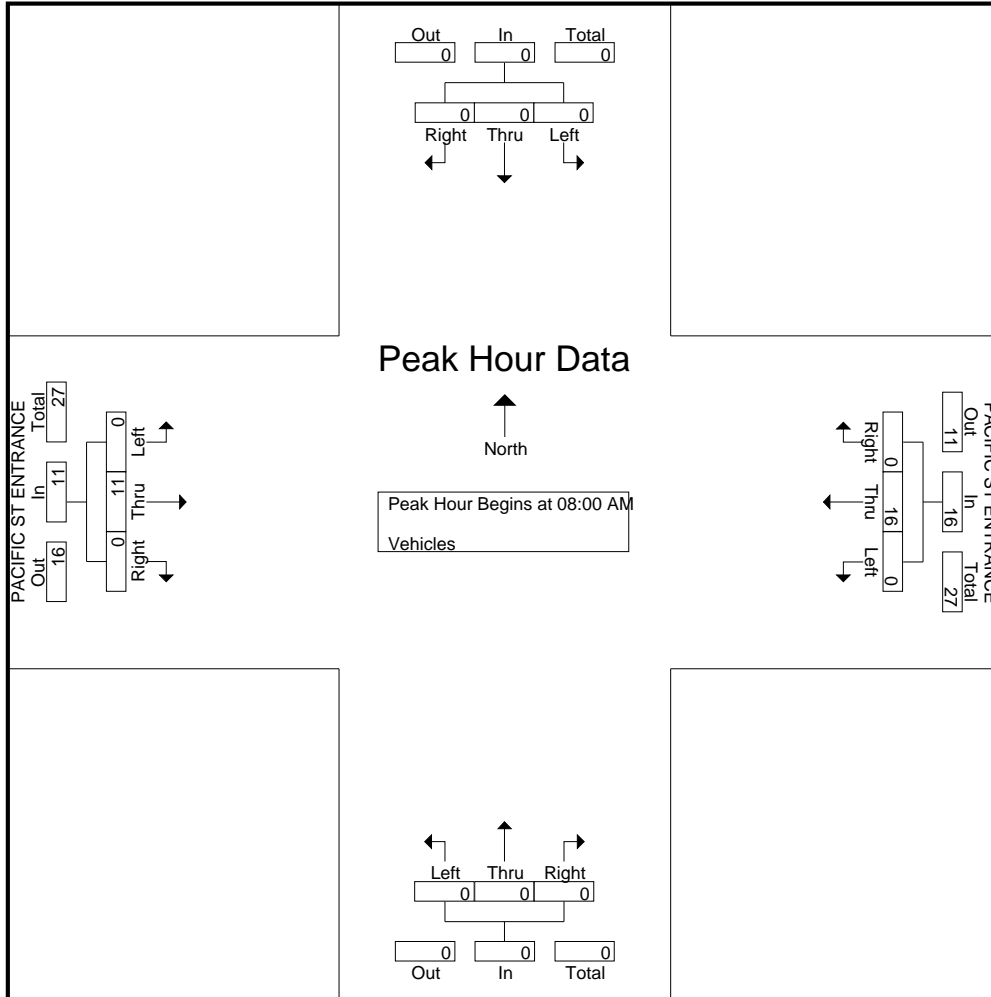 Out In Total
0 0 0
0 0 0
Right Thru Left
Peak Hour Data
North
Peak Hour Begins at 08:00 AM
Vehicles
PACIFIC ST ENTRANCE
Total In Out
27 11 16
0 11 0
Left Thru Right
PACIFIC ST ENTRANCE
Out In Total
11 16 27
0 16 0
Right Thru Left
Left Thru Right
0 0 0
0 0 0
Out In Total